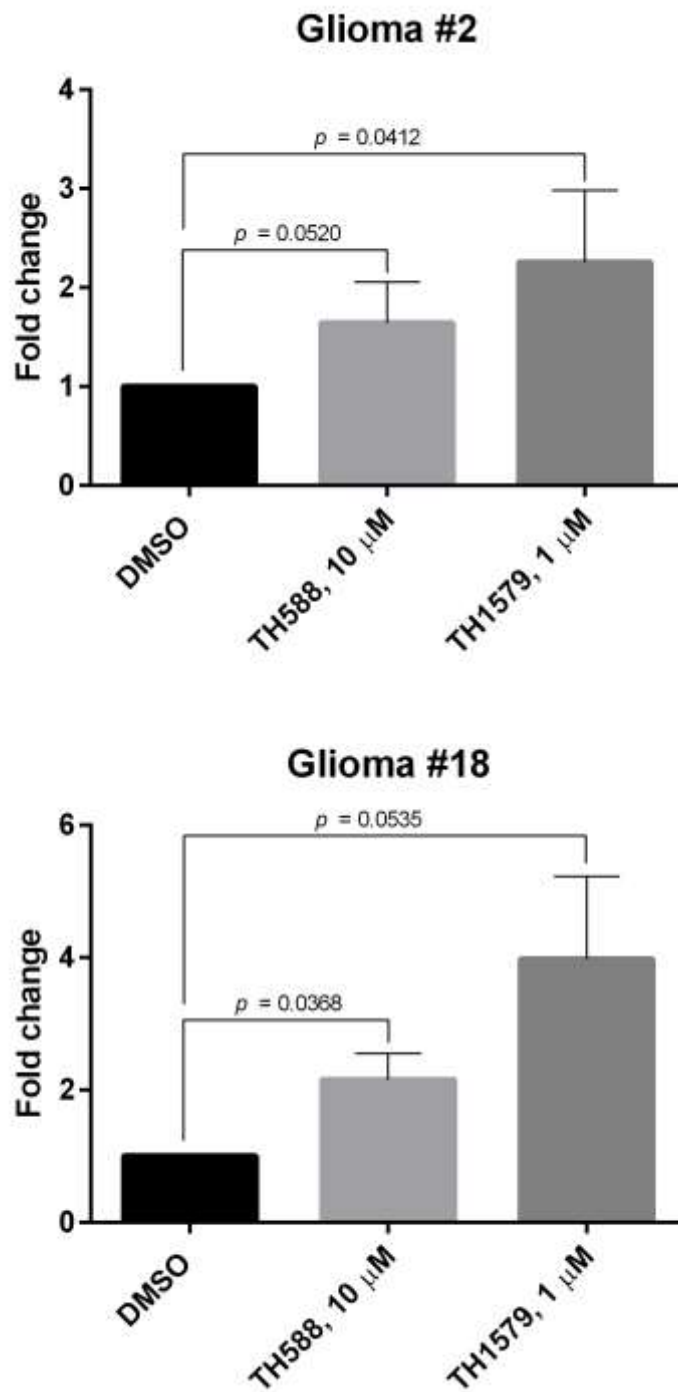 Glioma #2
4
p = 0.0412
3
p = 0.0520
2
1
0
Fold change
DMSO
TH588, 10 µM
TH1579, 1 µM
Glioma #18
6
p = 0.0535
4
p = 0.0368
2
0
Fold change
DMSO
TH588, 10 µM
TH1579, 1 µM